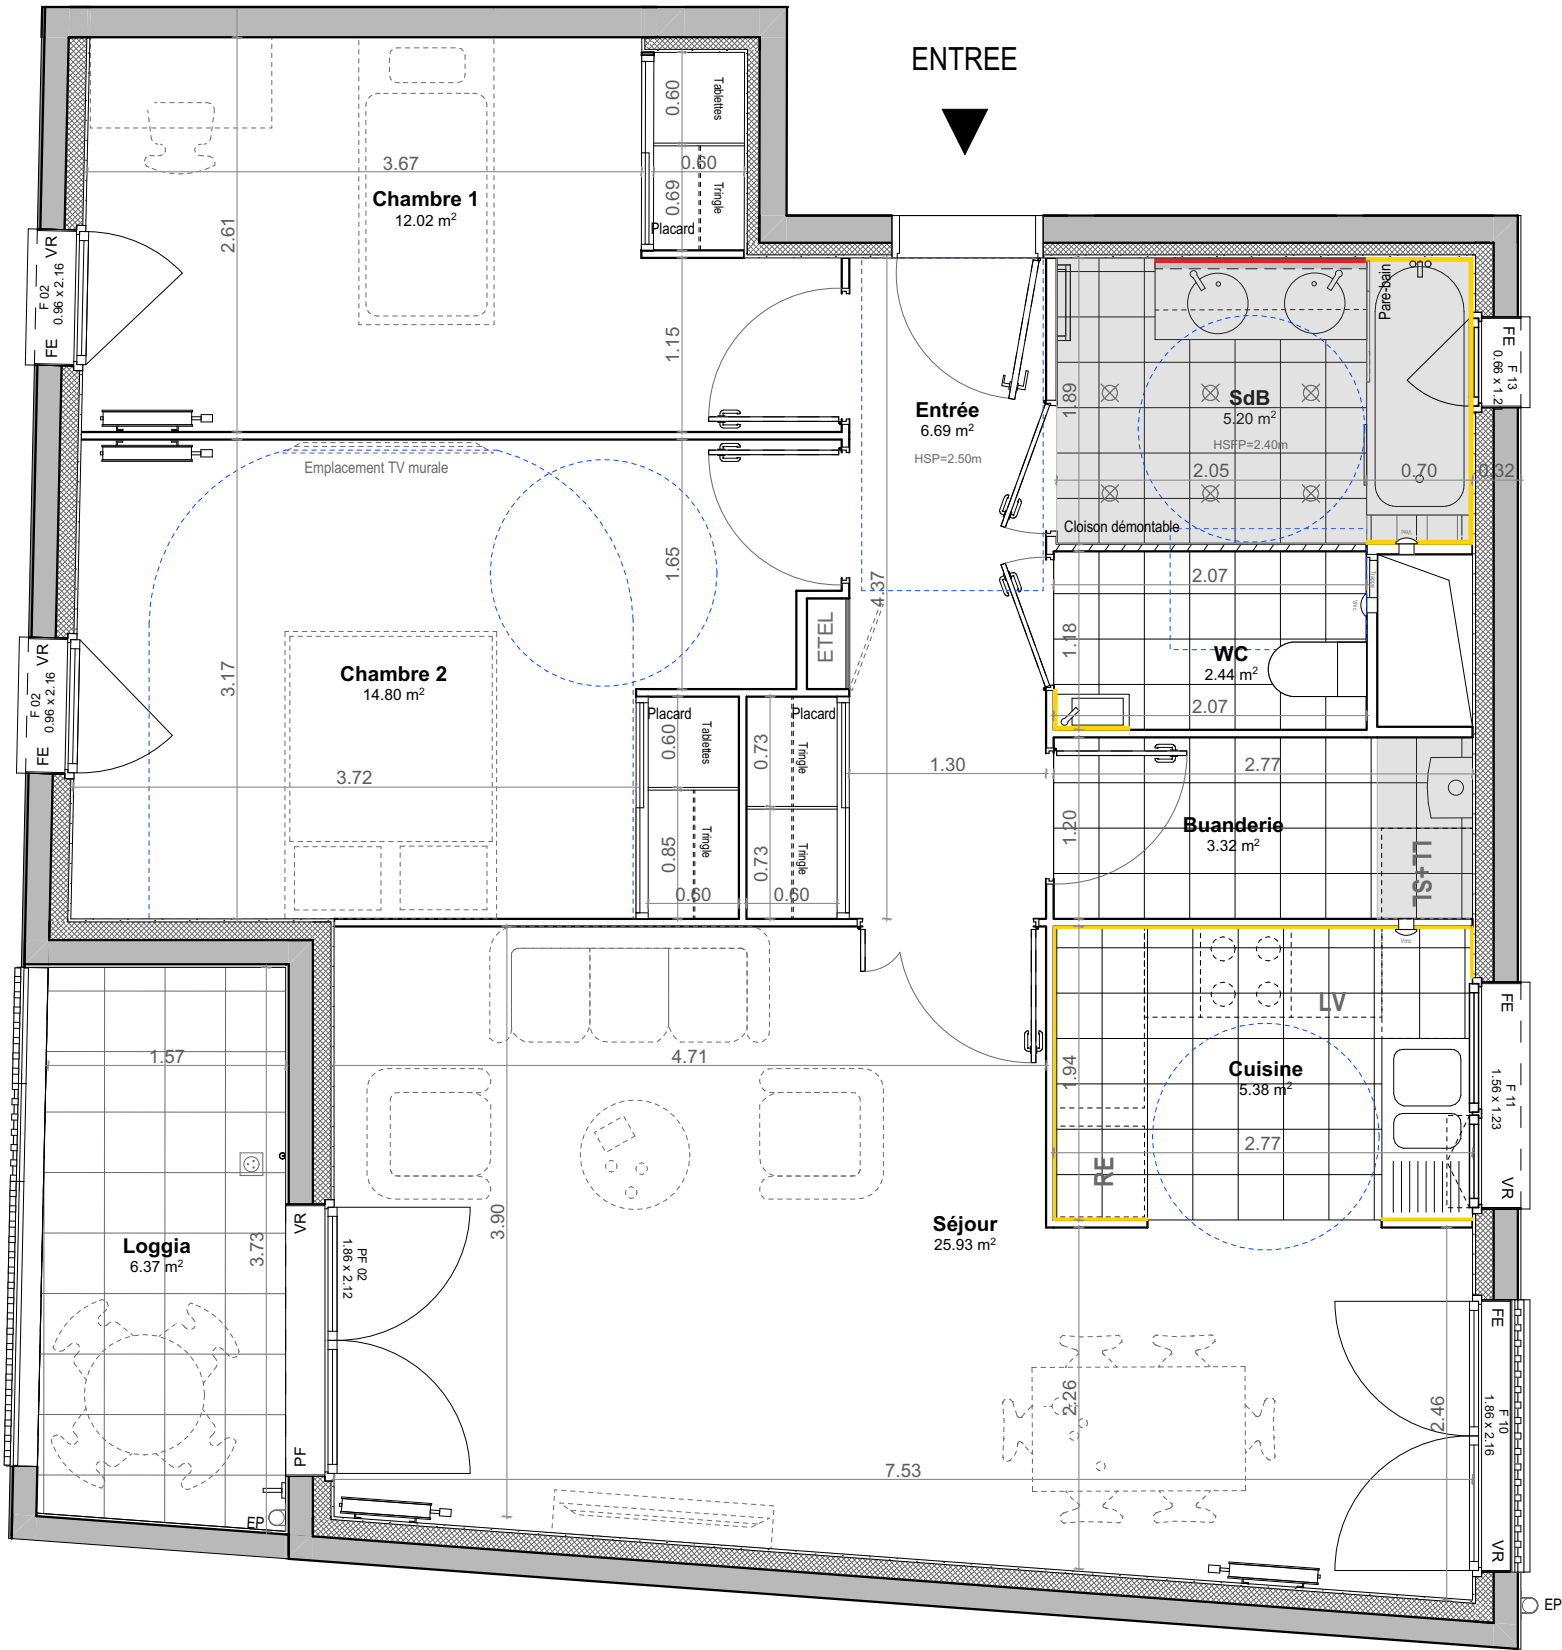 ENTREE
0.60
Tablettes
3.67
0.60
Chambre 1
12.02 m²
0.69
Tringle
Placard
2.61
VR
F 02
0.96 x 2.16
FE
1.15
Pare-bain
FE
F 13
0.66 x 1.21
1.89
SdB
5.20 m²
HSFP=2.40m
Entrée
6.69 m²
HSP=2.50m
Emplacement TV murale
2.05
0.70
0.32
Cloison démontable
Vmc
1.65
4.37
2.07
Trappe
Vmc
ETEL
1.18
WC
2.44 m²
2.07
VR
F 02
0.96 x 2.16
FE
3.17
Chambre 2
14.80 m²
Placard
Placard
0.60
Tablettes
0.73
Tringle
3.72
1.30
2.77
1.20
Buanderie
3.32 m²
0.85
Tringle
0.73
Tringle
LL+SL
TS+TT
0.60
0.60
Vmc
LV
FE
F 11
1.56 x 1.23
VR
1.57
4.71
1.94
Cuisine
5.38 m²
2.77
RE
VR
PF 02
1.86 x 2.12
PF
3.90
Séjour
25.93 m²
Loggia
6.37 m²
3.73
FE
F 10
1.86 x 2.16
VR
2.26
2.46
7.53
EP
EP